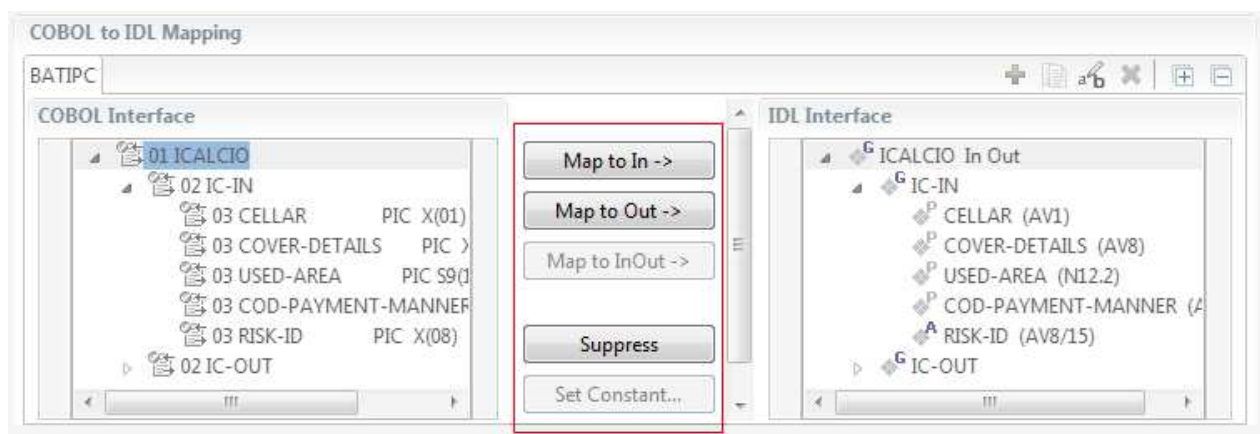 COBOL to IDL Mapping
BATIPC
COBOL Interface
01 ICALCIO
02 IC-IN
03 CELLAR PIC X(01)
03 COVER-DETAILS PIC
03 USED-AREA PIC S9(1
03 COD-PAYMENT-MANNER
03 RISK-ID PIC X(08)
02 IC-OUT
Map to In ->
Map to Out ->
Map to InOut ->
Suppress
Set Constant...
IDL Interface
G ICALCIO In Out
G IC-IN
P CELLAR (AV1)
P COVER-DETAILS (AV8)
P USED-AREA (N12.2)
P COD-PAYMENT-MANNER (A
A RISK-ID (AV8/15)
G IC-OUT